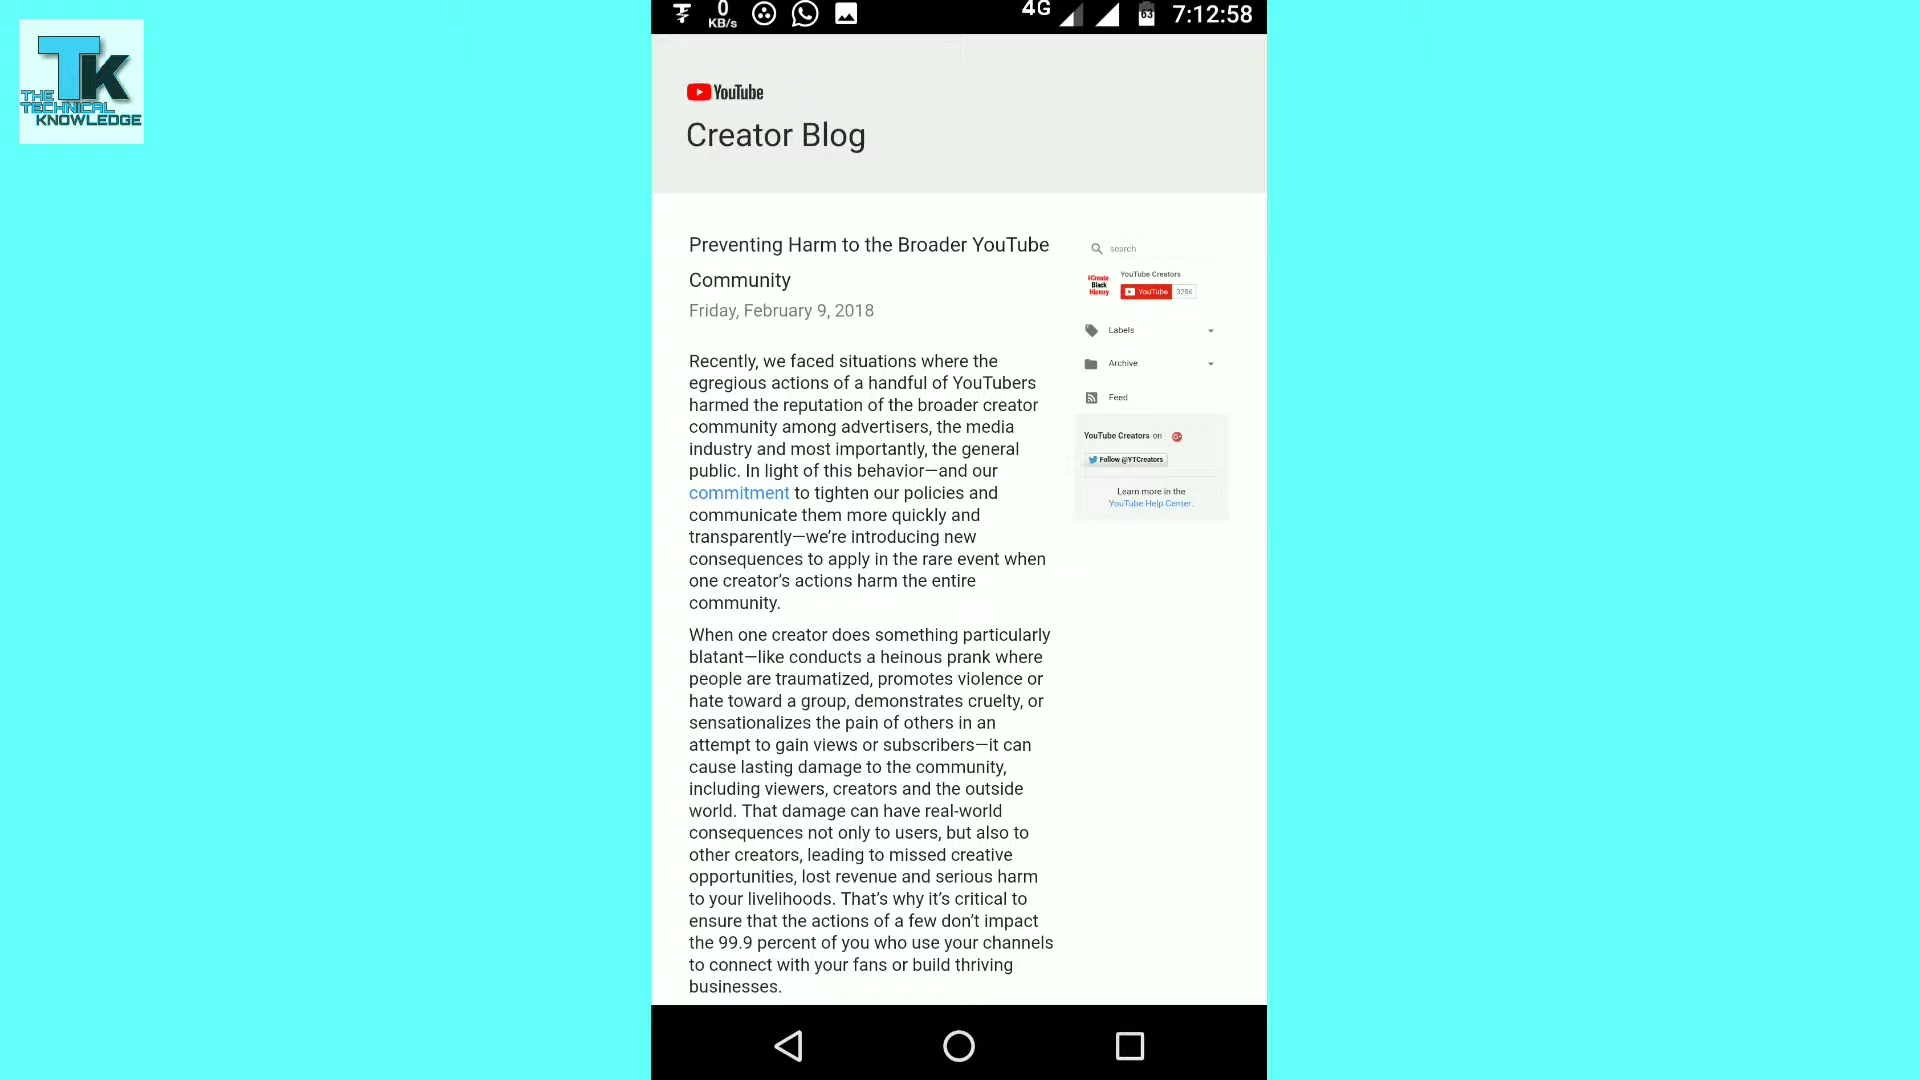 0
KB/s
4G
63
7:12:58
TK
THE
TECHNICAL
KNOWLEDGE
YouTube
Creator Blog
Preventing Harm to the Broader YouTube
Community
Friday, February 9, 2018
Recently, we faced situations where the
egregious actions of a handful of YouTubers
harmed the reputation of the broader creator
community among advertisers, the media
industry and most importantly, the general
public. In light of this behavior—and our
commitment to tighten our policies and
communicate them more quickly and
transparently—we’re introducing new
consequences to apply in the rare event when
one creator’s actions harm the entire
community.
When one creator does something particularly
blatant—like conducts a heinous prank where
people are traumatized, promotes violence or
hate toward a group, demonstrates cruelty, or
sensationalizes the pain of others in an
attempt to gain views or subscribers—it can
cause lasting damage to the community,
including viewers, creators and the outside
world. That damage can have real-world
consequences not only to users, but also to
other creators, leading to missed creative
opportunities, lost revenue and serious harm
to your livelihoods. That’s why it’s critical to
ensure that the actions of a few don’t impact
the 99.9 percent of you who use your channels
to connect with your fans or build thriving
businesses.
search
#Create
Black
History
YouTube Creators
YouTube 328K
Labels
Archive
Feed
YouTube Creators on G+
Follow @YTCreators
Learn more in the
YouTube Help Center.